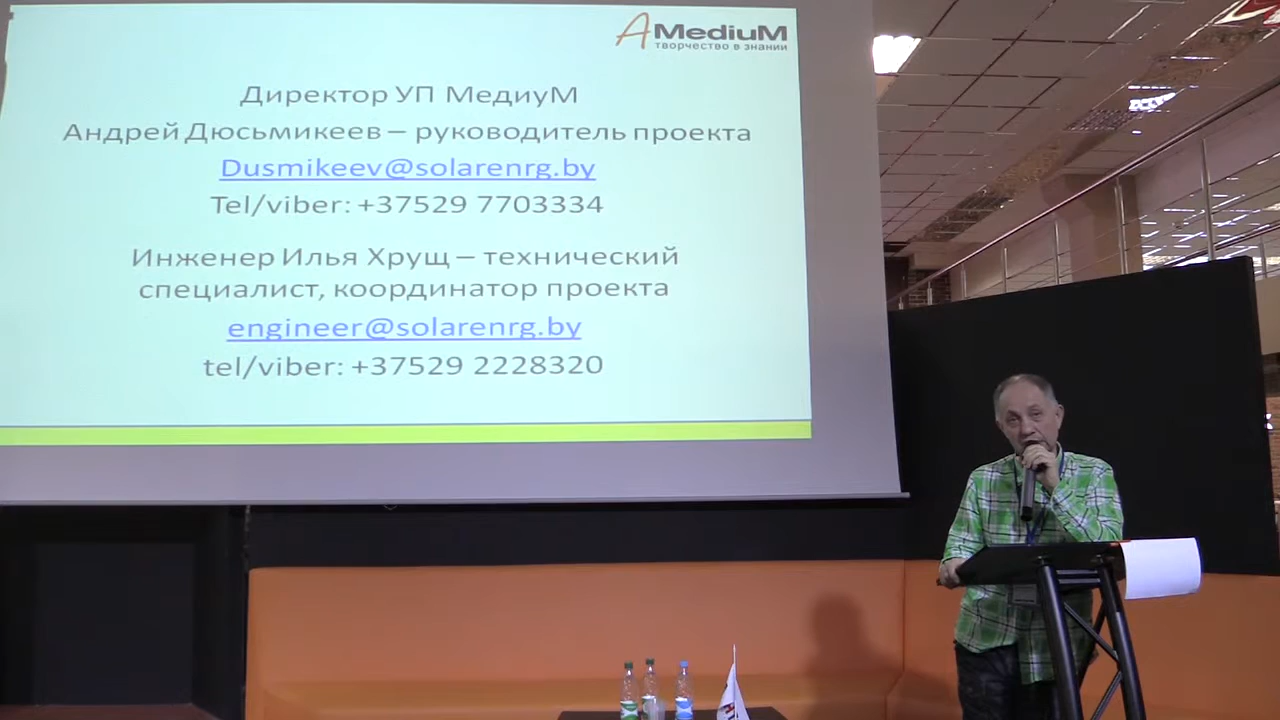 AMediuM
творчество в знании
Директор УП МедиуМ
Андрей Дюсьмикеев – руководитель проекта
Dusmikeev@solarenrg.by
Tel/viber: +37529 7703334
Инженер Илья Хрущ – технический
специалист, координатор проекта
engineer@solarenrg.by
tel/viber: +37529 2228320